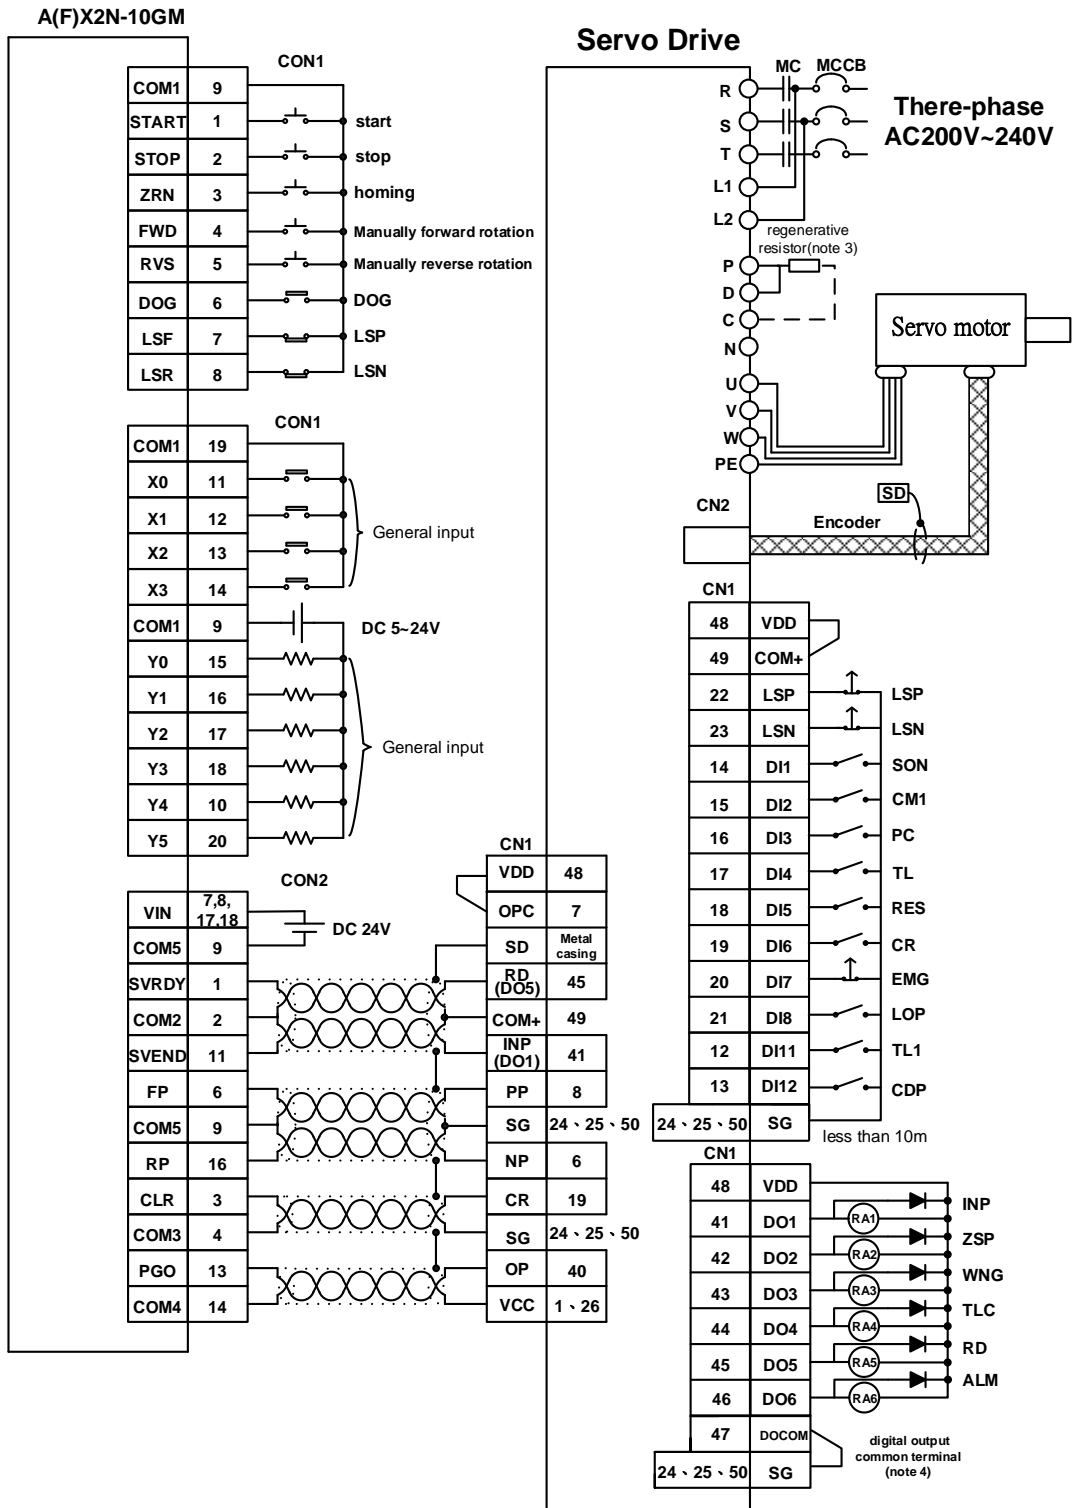 A(F)X2N-10GM
CON1
COM1 9
START 1 start
STOP 2 stop
ZRN 3 homing
FWD 4 Manually forward rotation
RVS 5 Manually reverse rotation
DOG 6 DOG
LSF 7 LSP
LSR 8 LSN
CON1
COM1 19
X0 11
X1 12
X2 13
X3 14
General input
COM1 9 DC 5~24V
Y0 15
Y1 16
Y2 17
Y3 18
Y4 10
Y5 20
General input
CON2
VIN 7,8, 17,18
DC 24V
COM5 9
SVRDY 1
COM2 2
SVEND 11
FP 6
COM5 9
RP 16
CLR 3
COM3 4
PGO 13
COM4 14
CN1
VDD 48
OPC 7
SD Metal casing
RD (DO5) 45
COM+ 49
INP (DO1) 41
PP 8
SG 24、25、50
NP 6
CR 19
SG 24、25、50
OP 40
VCC 1、26
Servo Drive
MC MCCB
R
S
T
There-phase
AC200V~240V
L1
L2
regenerative
resistor(note 3)
P
D
C
N
U
V
W
PE
Servo motor
SD
CN2
Encoder
CN1
48 VDD
49 COM+
22 LSP LSP
23 LSN LSN
14 DI1 SON
15 DI2 CM1
16 DI3 PC
17 DI4 TL
18 DI5 RES
19 DI6 CR
20 DI7 EMG
21 DI8 LOP
12 DI11 TL1
13 DI12 CDP
24、25、50 SG
less than 10m
CN1
48 VDD
41 DO1 RA1 INP
42 DO2 RA2 ZSP
43 DO3 RA3 WNG
44 DO4 RA4 TLC
45 DO5 RA5 RD
46 DO6 RA6 ALM
47 DOCOM
24、25、50 SG
digital output
common terminal
(note 4)